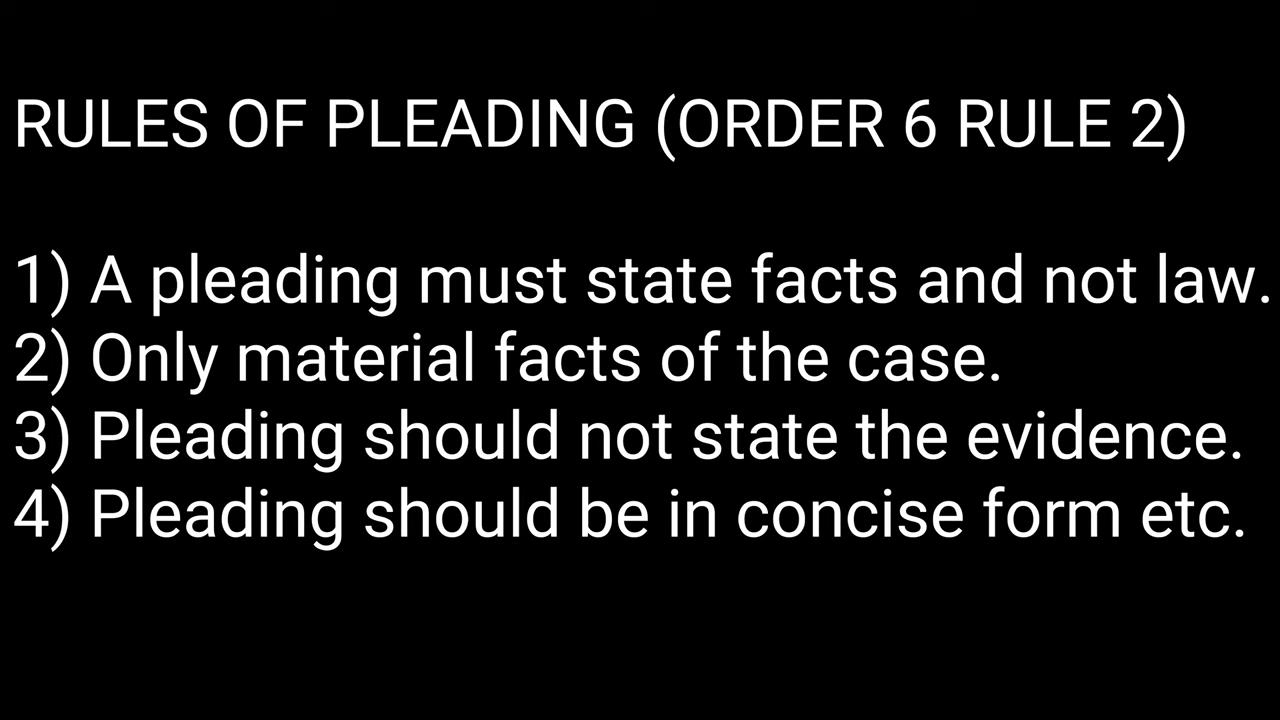 RULES OF PLEADING (ORDER 6 RULE 2)
1) A pleading must state facts and not law.
2) Only material facts of the case.
3) Pleading should not state the evidence.
4) Pleading should be in concise form etc.